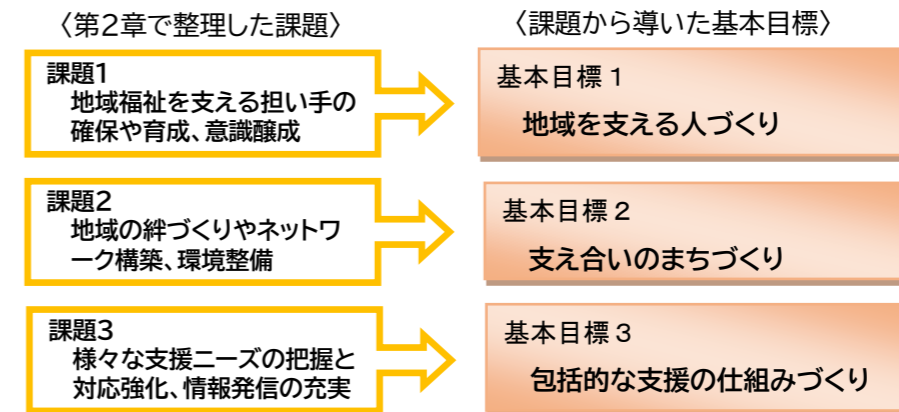 〈第2章で整理した課題〉
〈課題から導いた基本目標〉
課題1
地域福祉を支える担い手の
確保や育成、意識醸成
基本目標1
地域を支える人づくり
課題2
地域の絆づくりやネットワ
ーク構築、環境整備
基本目標2
支え合いのまちづくり
課題3
様々な支援ニーズの把握と
対応強化、情報発信の充実
基本目標3
包括的な支援の仕組みづくり